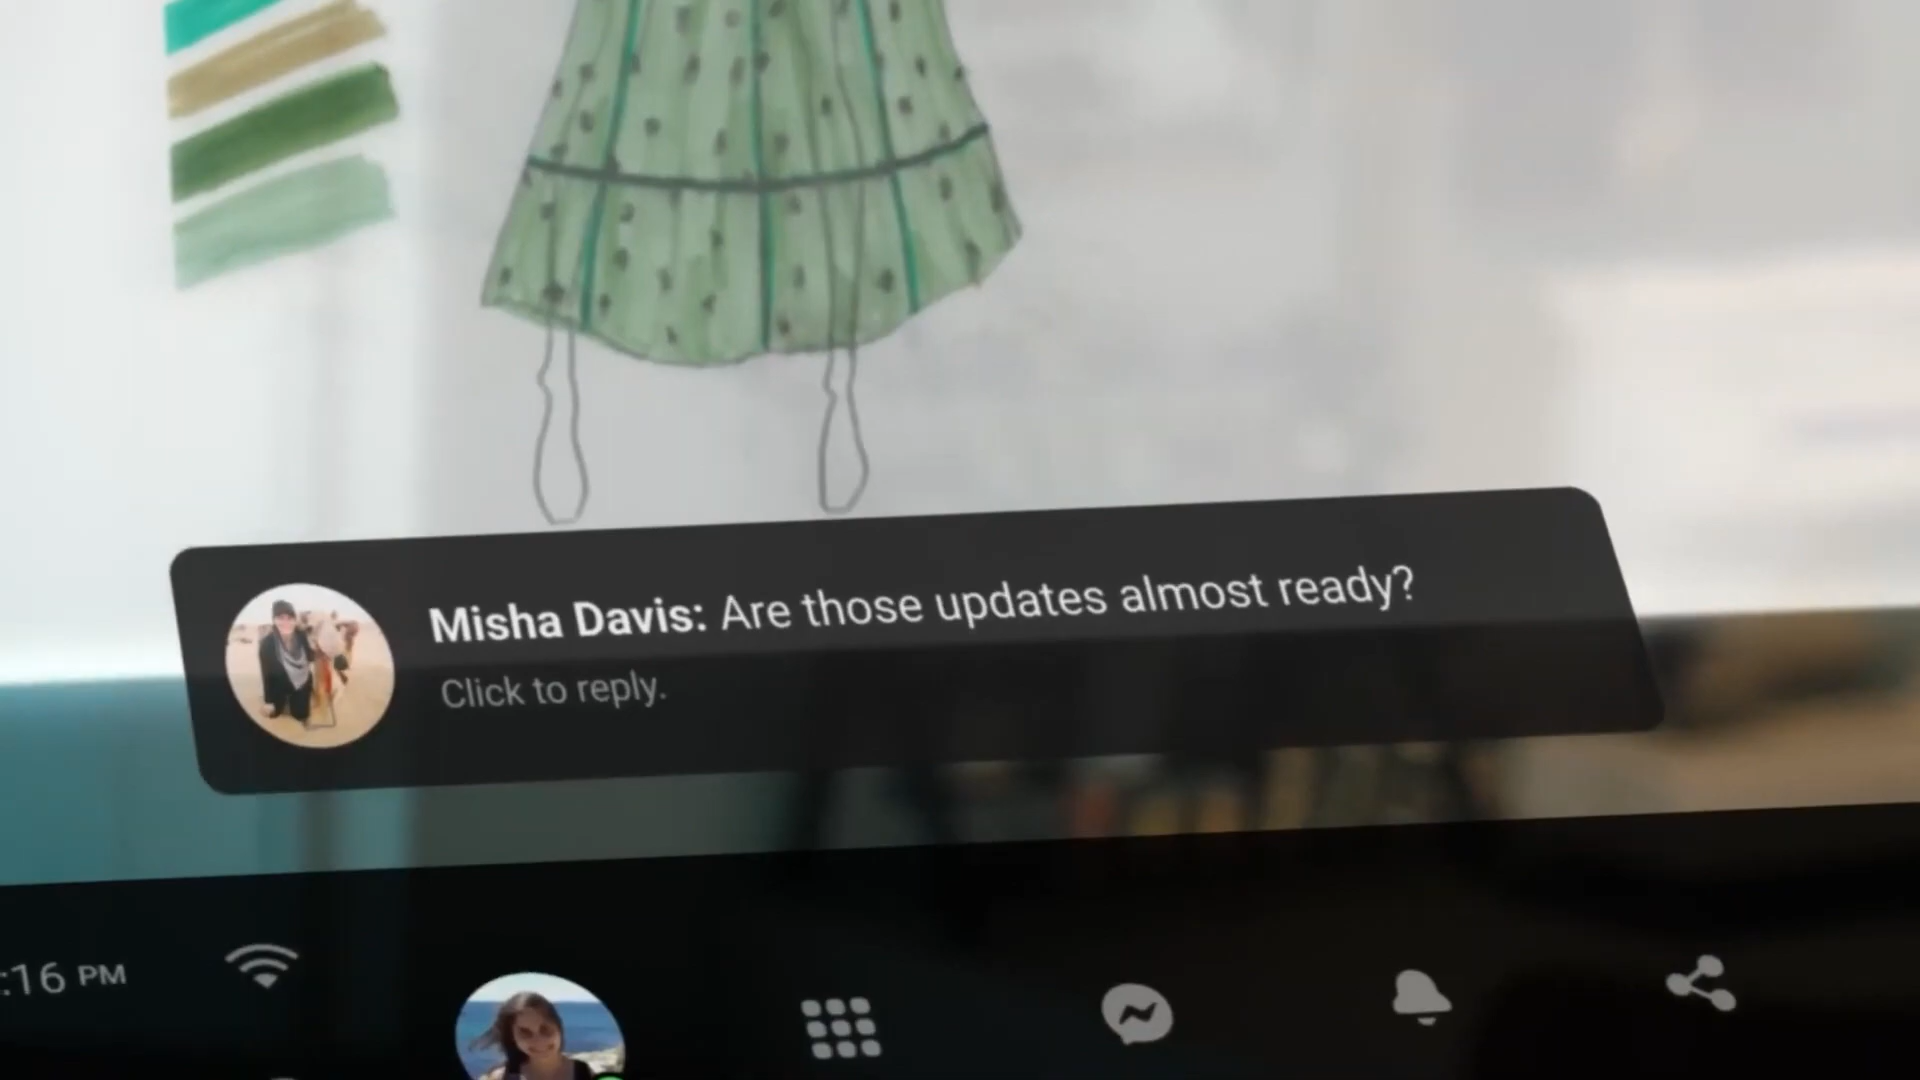 Misha Davis: Are those updates almost ready?
Click to reply.
:16 PM